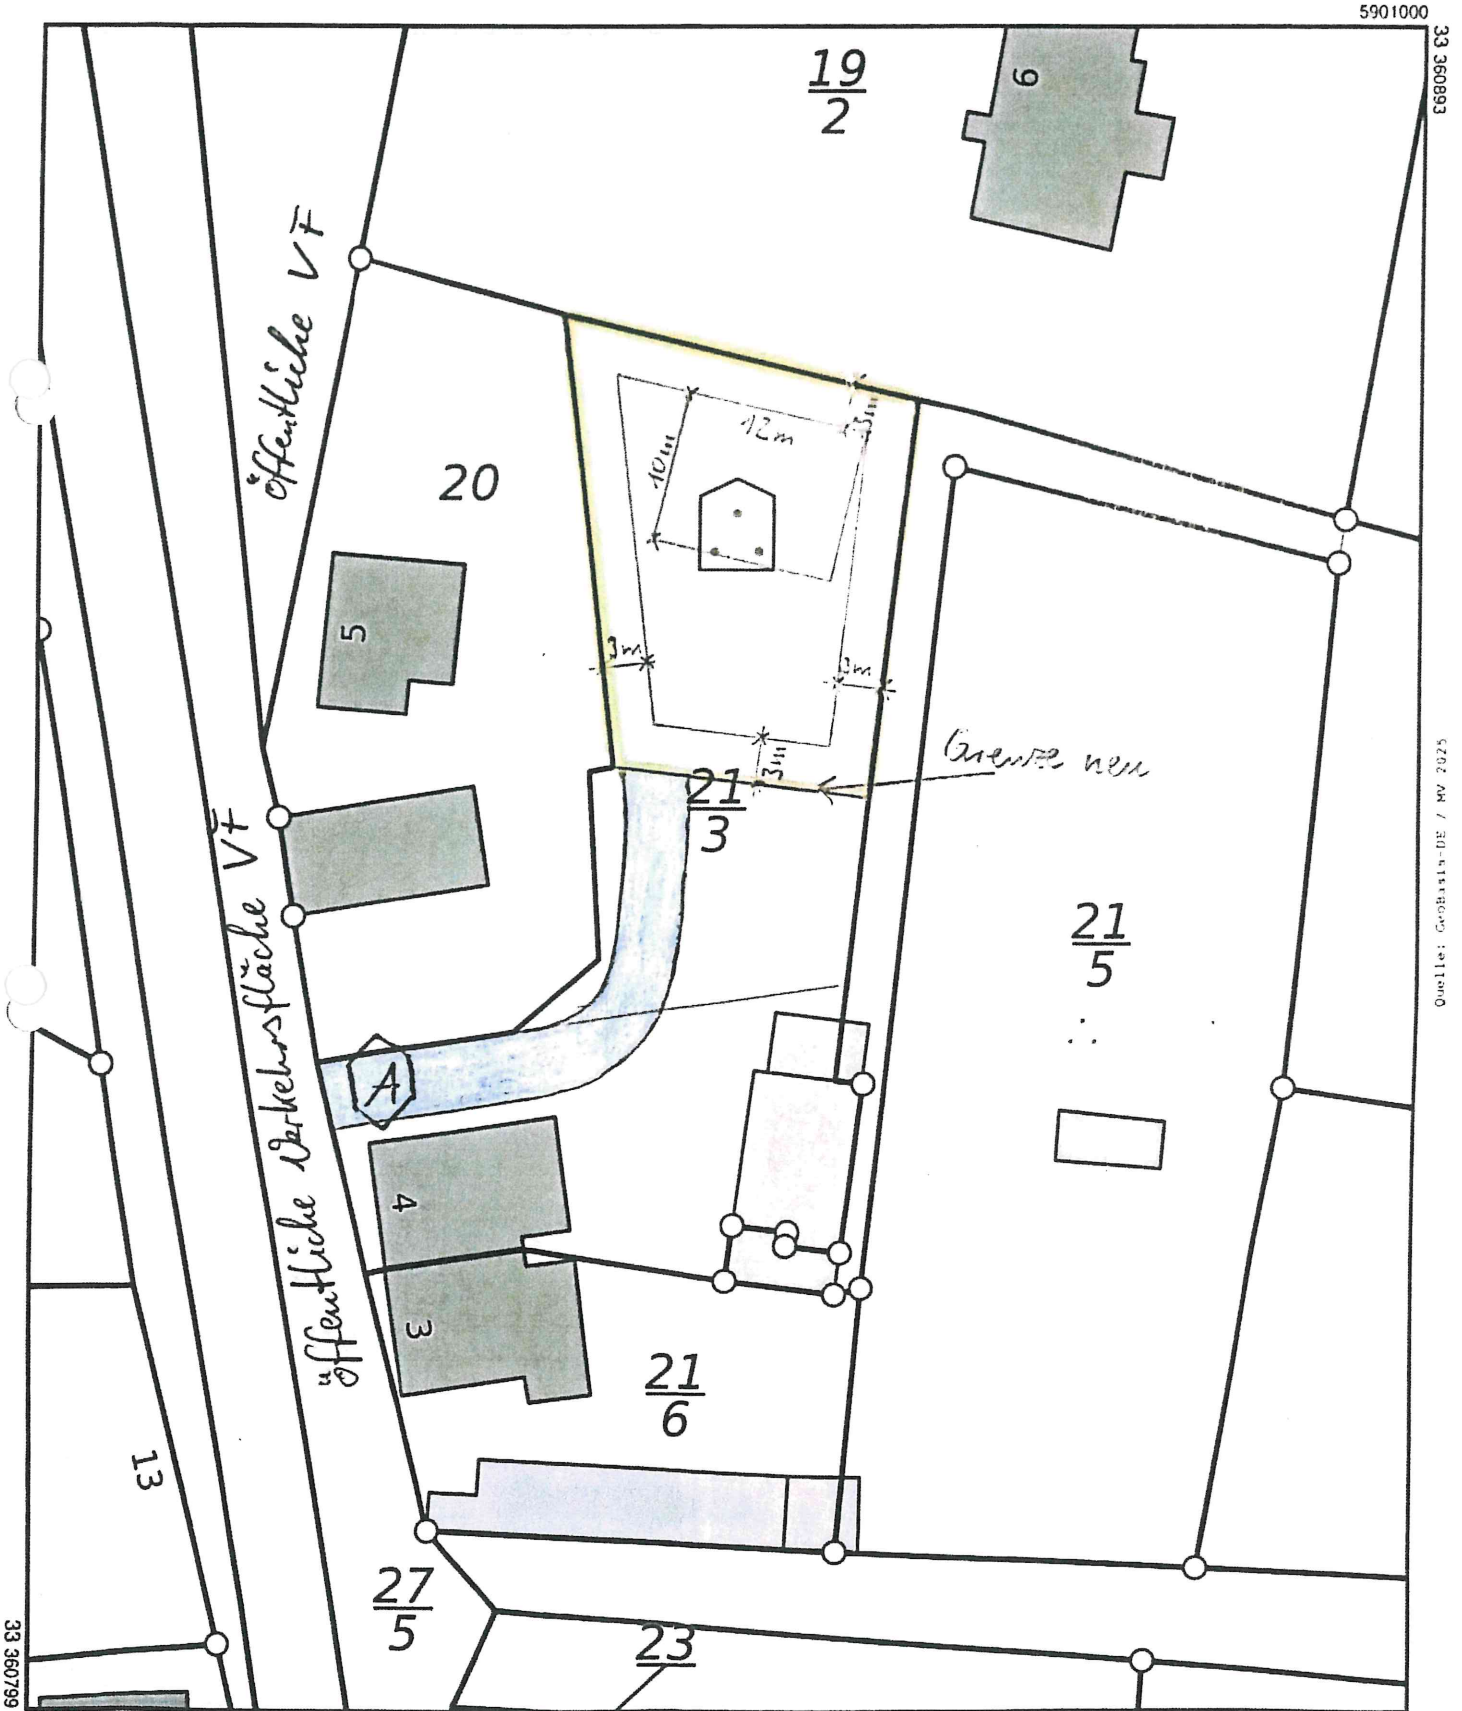 5901000
33 360893
19
2
6
öffentliche VF
12m
3m
10m
20
5
3m
3m
3m
Grenze neu
21
3
Quelle: GeoBasis-DE / MV 2025
öffentliche Verkehrsfläche VF
21
5
A
4
3
21
6
13
27
5
23
33 360799